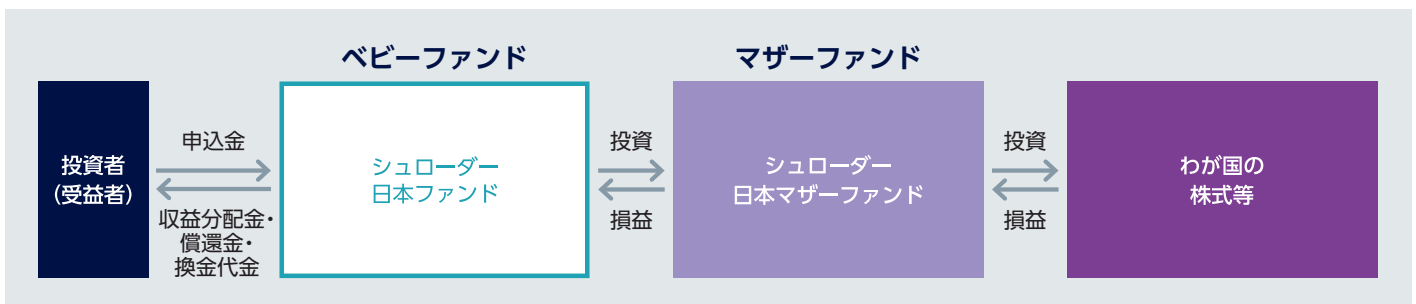 ベビーファンド
マザーファンド
投資者
(受益者)
申込金
収益分配金・
償還金・
換金代金
シュローダー
日本ファンド
投資
損益
シュローダー
日本マザーファンド
投資
損益
わが国の
株式等